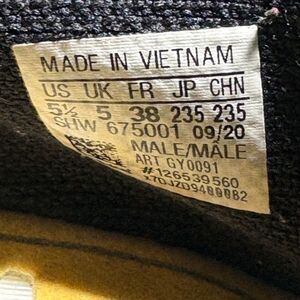 MADE IN VIETNAM
US UK FR JP CHN
5½ 5 38 235 235
SHW 675001 09/20
MALE/MÂLE
ART GY0091
#126539560